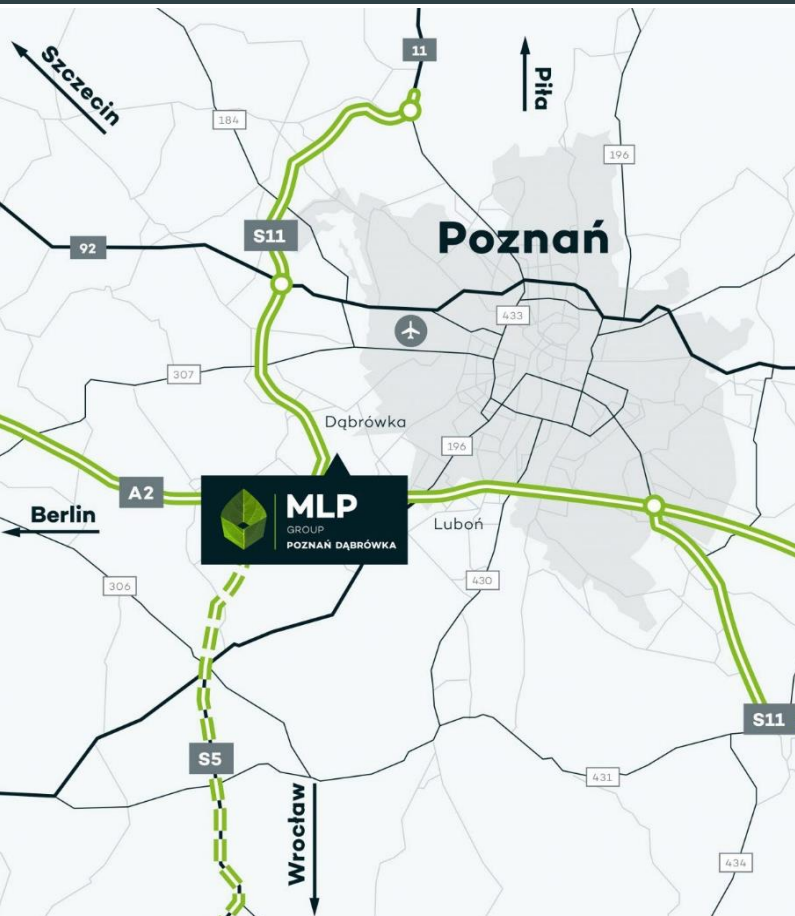 11
Szczecin
Piła
184
196
S11
Poznań
92
433
307
Dąbrówka
196
A2
MLP
GROUP
POZNAŃ DĄBRÓWKA
Berlin
Luboń
306
430
S11
S5
431
Wrocław
434